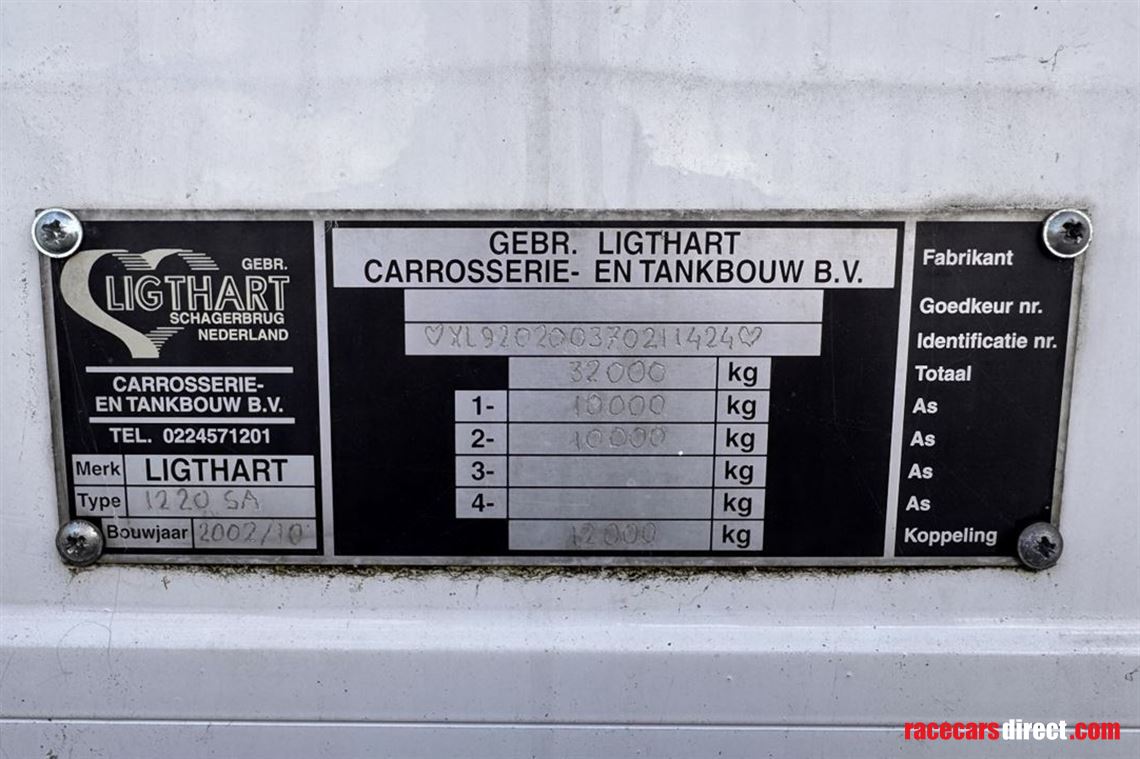 GEBR.
LIGTHART
SCHAGERBRUG
NEDERLAND
CARROSSERIE-
EN TANKBOUW B.V.
TEL. 0224571201
Merk LIGTHART
Type 1220 SA
Bouwjaar 2002/10
GEBR. LIGTHART
CARROSSERIE- EN TANKBOUW B.V.
Fabrikant
Goedkeur nr.
♡XL920200370211424♡ Identificatie nr.
32000 kg Totaal
1- 10000 kg As
2- 10000 kg As
3- kg As
4- kg As
12000 kg Koppeling
racecarsdirect.com